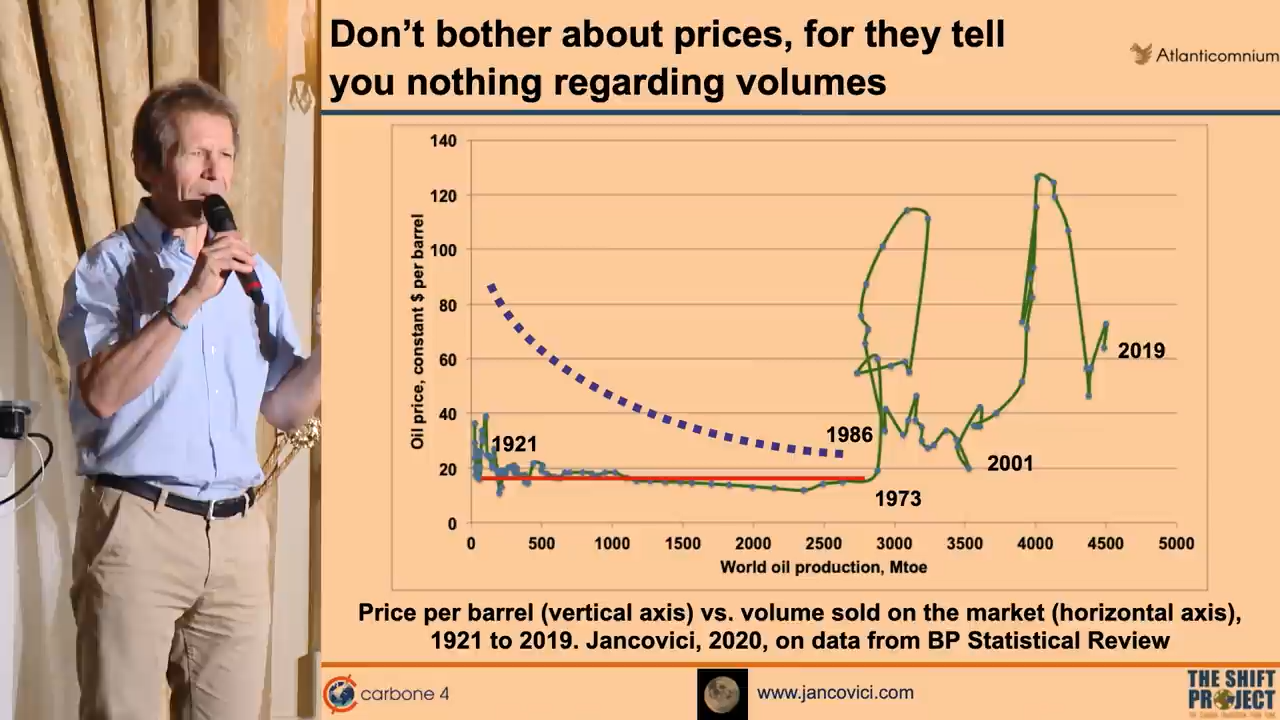 Don't bother about prices, for they tell
you nothing regarding volumes
Atlanticomnium
140
120
100
80
60
40
20
0
Oil price, constant $ per barrel
1921
1986
1973
2001
2019
0 500 1000 1500 2000 2500 3000 3500 4000 4500 5000
World oil production, Mtoe
Price per barrel (vertical axis) vs. volume sold on the market (horizontal axis),
1921 to 2019. Jancovici, 2020, on data from BP Statistical Review
carbone 4
www.jancovici.com
THE SHIFT
PROJECT